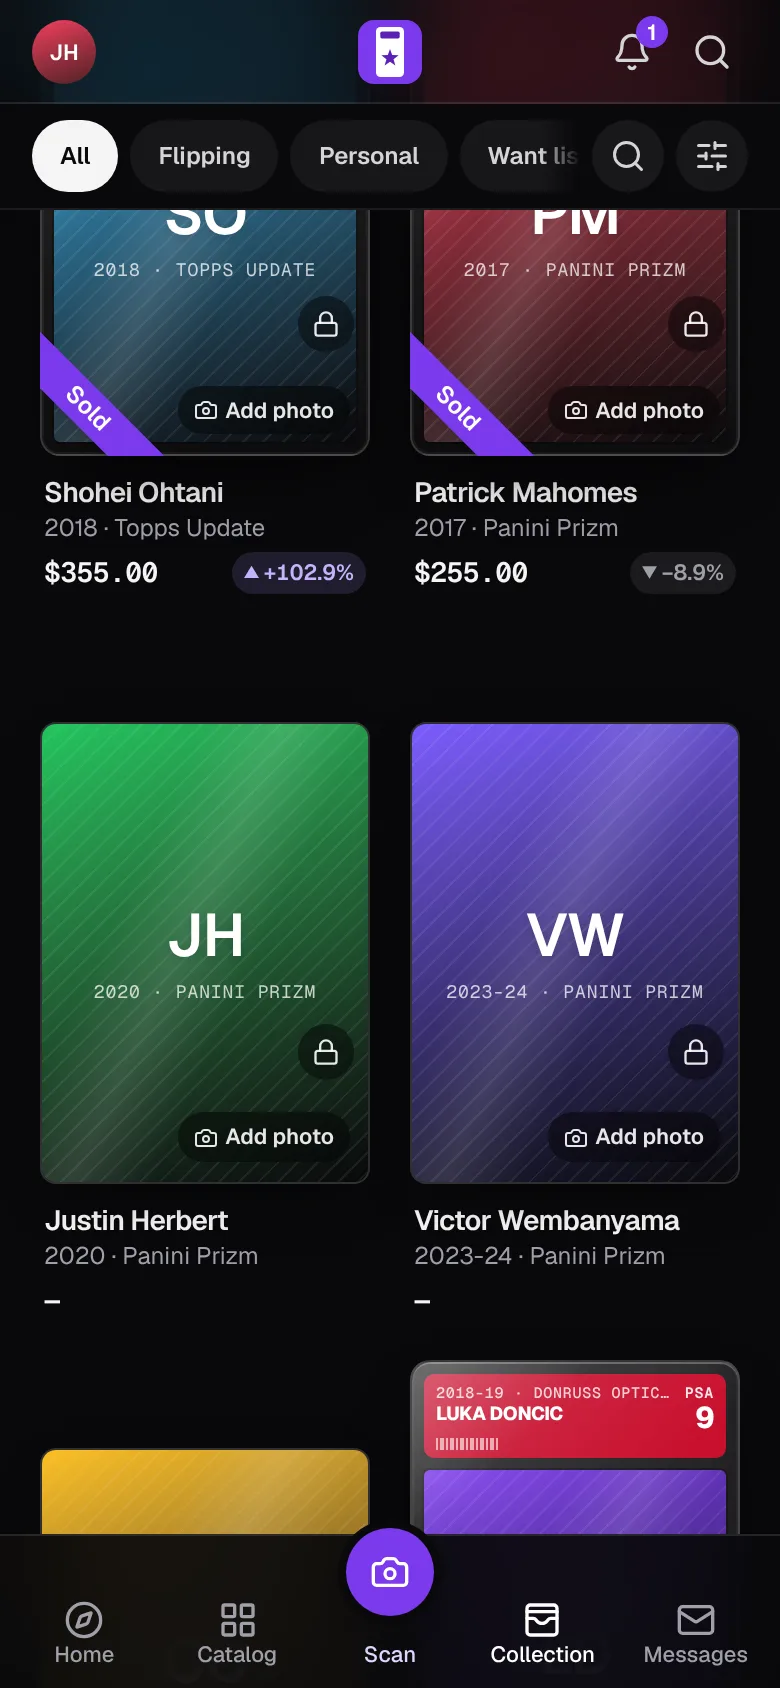 JH
1
All
Flipping
Personal
Want lis
SO
PM
2018 · TOPPS UPDATE
2017 · PANINI PRIZM
Sold
Add photo
Sold
Add photo
Shohei Ohtani
2018 · Topps Update
$355.00
▲ +102.9%
Patrick Mahomes
2017 · Panini Prizm
$255.00
▼ −8.9%
JH
2020 · PANINI PRIZM
Add photo
VW
2023-24 · PANINI PRIZM
Add photo
Justin Herbert
2020 · Panini Prizm
–
Victor Wembanyama
2023-24 · Panini Prizm
–
2018-19 · DONRUSS OPTIC…
PSA
LUKA DONCIC
9
Home
Catalog
Scan
Collection
Messages